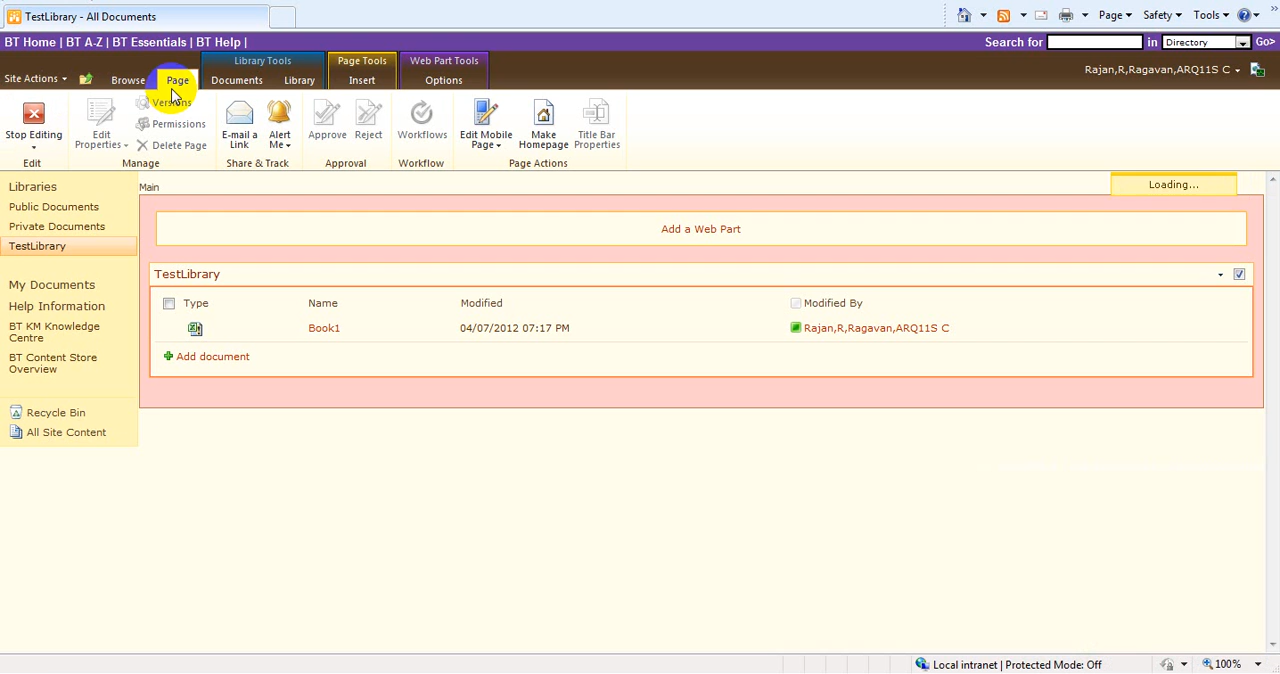 TestLibrary - All Documents
Page
Safety
Tools
BT Home | BT A-Z | BT Essentials | BT Help |
Search for
in
Directory
Go>
Site Actions
Browse
Page
Library Tools
Documents
Library
Page Tools
Insert
Web Part Tools
Options
Rajan,R,Ragavan,ARQ11S C
Stop Editing
Edit
Edit
Properties
Versions
Permissions
Delete Page
Manage
E-mail a
Link
Alert
Me
Share & Track
Approve
Reject
Approval
Workflows
Workflow
Edit Mobile
Page
Make
Homepage
Title Bar
Properties
Page Actions
Libraries
Public Documents
Private Documents
TestLibrary
My Documents
Help Information
BT KM Knowledge
Centre
BT Content Store
Overview
Recycle Bin
All Site Content
Main
Loading...
Add a Web Part
TestLibrary
Type Name Modified Modified By
Book1 04/07/2012 07:17 PM Rajan,R,Ragavan,ARQ11S C
Add document
Local intranet | Protected Mode: Off
100%